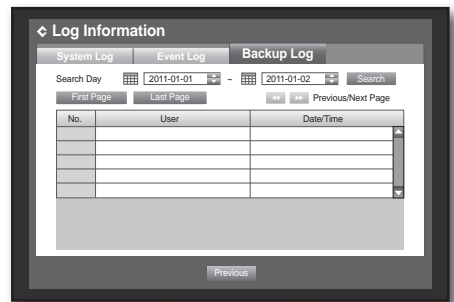 Log Information
System Log Event Log Backup Log
Search Day 2011-01-01 ~ 2011-01-02 Search
First Page Last Page Previous/Next Page
No. User Date/Time
Previous